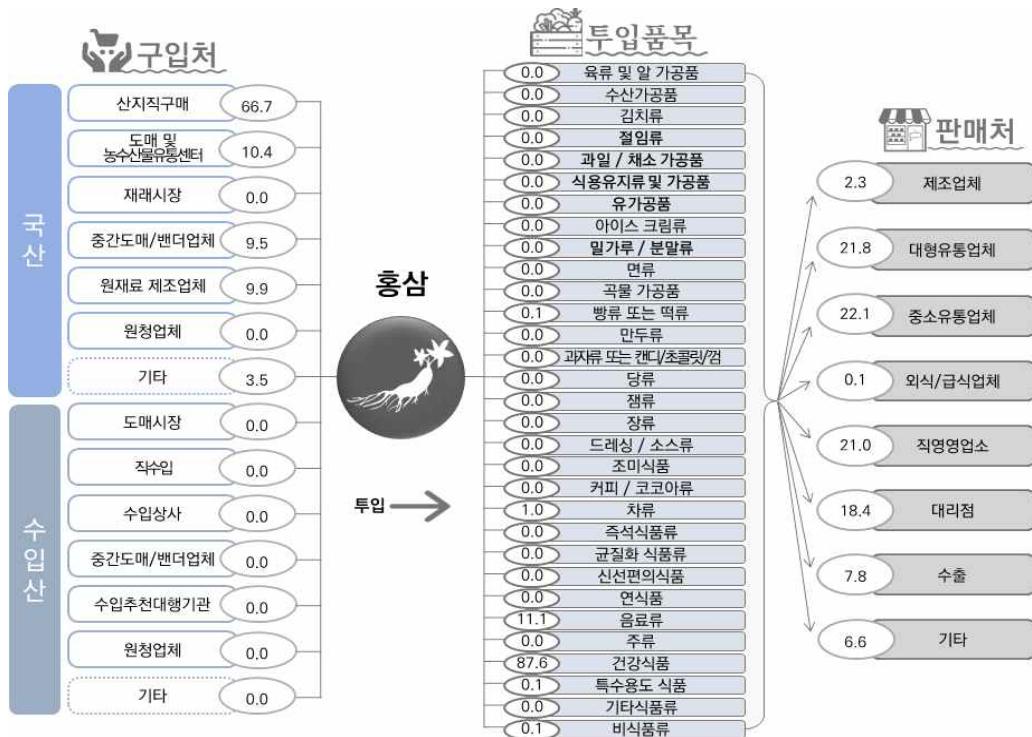 구입처
국산
산지직구매 66.7
도매 및
농수산물유통센터 10.4
재래시장 0.0
중간도매/밴더업체 9.5
원재료 제조업체 9.9
원청업체 0.0
기타 3.5
수입산
도매시장 0.0
직수입 0.0
수입상사 0.0
중간도매/밴더업체 0.0
수입추천대행기관 0.0
원청업체 0.0
기타 0.0
홍삼
투입
투입품목
0.0 육류 및 알 가공품
0.0 수산가공품
0.0 김치류
0.0 절임류
0.0 과일 / 채소 가공품
0.0 식용유지류 및 가공품
0.0 유가공품
0.0 아이스 크림류
0.0 밀가루 / 분말류
0.0 면류
0.0 곡물 가공품
0.1 빵류 또는 떡류
0.0 만두류
0.0 과자류 또는 캔디/초콜릿/껌
0.0 당류
0.0 잼류
0.0 장류
0.0 드레싱 / 소스류
0.0 조미식품
0.0 커피 / 코코아류
1.0 차류
0.0 즉석식품류
0.0 균질화 식품류
0.0 신선편의식품
0.0 연식품
11.1 음료류
0.0 주류
87.6 건강식품
0.1 특수용도 식품
0.0 기타식품류
0.1 비식품류
판매처
2.3 제조업체
21.8 대형유통업체
22.1 중소유통업체
0.1 외식/급식업체
21.0 직영영업소
18.4 대리점
7.8 수출
6.6 기타